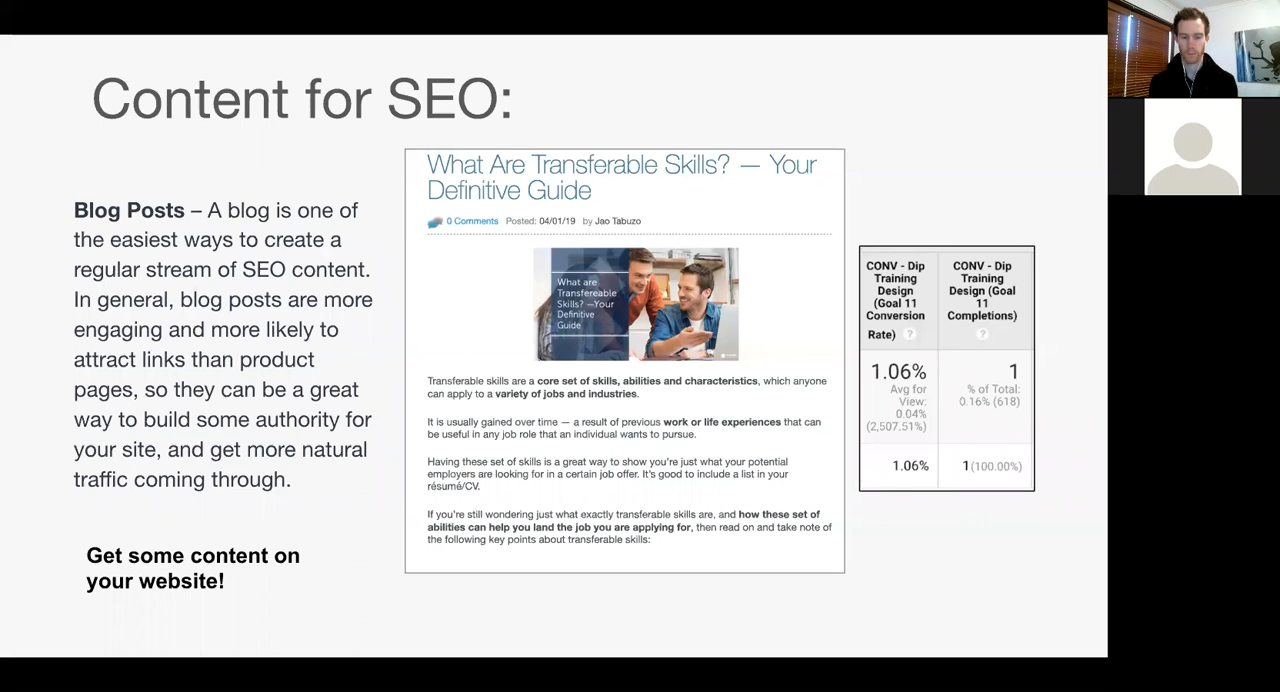 Content for SEO:
Blog Posts – A blog is one of
the easiest ways to create a
regular stream of SEO content.
In general, blog posts are more
engaging and more likely to
attract links than product
pages, so they can be a great
way to build some authority for
your site, and get more natural
traffic coming through.
Get some content on
your website!
What Are Transferable Skills? — Your
Definitive Guide
0 Comments Posted: 04/01/19 by Jao Tabuzo
What are
Transfereable
Skills? —Your
Definitive
Guide
Transferable skills are a core set of skills, abilities and characteristics, which anyone
can apply to a variety of jobs and industries.
It is usually gained over time — a result of previous work or life experiences that can
be useful in any job role that an individual wants to pursue.
Having these set of skills is a great way to show you're just what your potential
employers are looking for in a certain job offer. It's good to include a list in your
résumé/CV.
If you're still wondering just what exactly transferable skills are, and how these set of
abilities can help you land the job you are applying for, then read on and take note of
the following key points about transferable skills:
CONV - Dip
Training
Design
(Goal 11
Conversion
Rate) ?
1.06%
Avg for
View:
0.04%
(2,507.51%)
1.06%
CONV - Dip
Training
Design (Goal
11
Completions)
?
1
% of Total:
0.16% (618)
1 (100.00%)